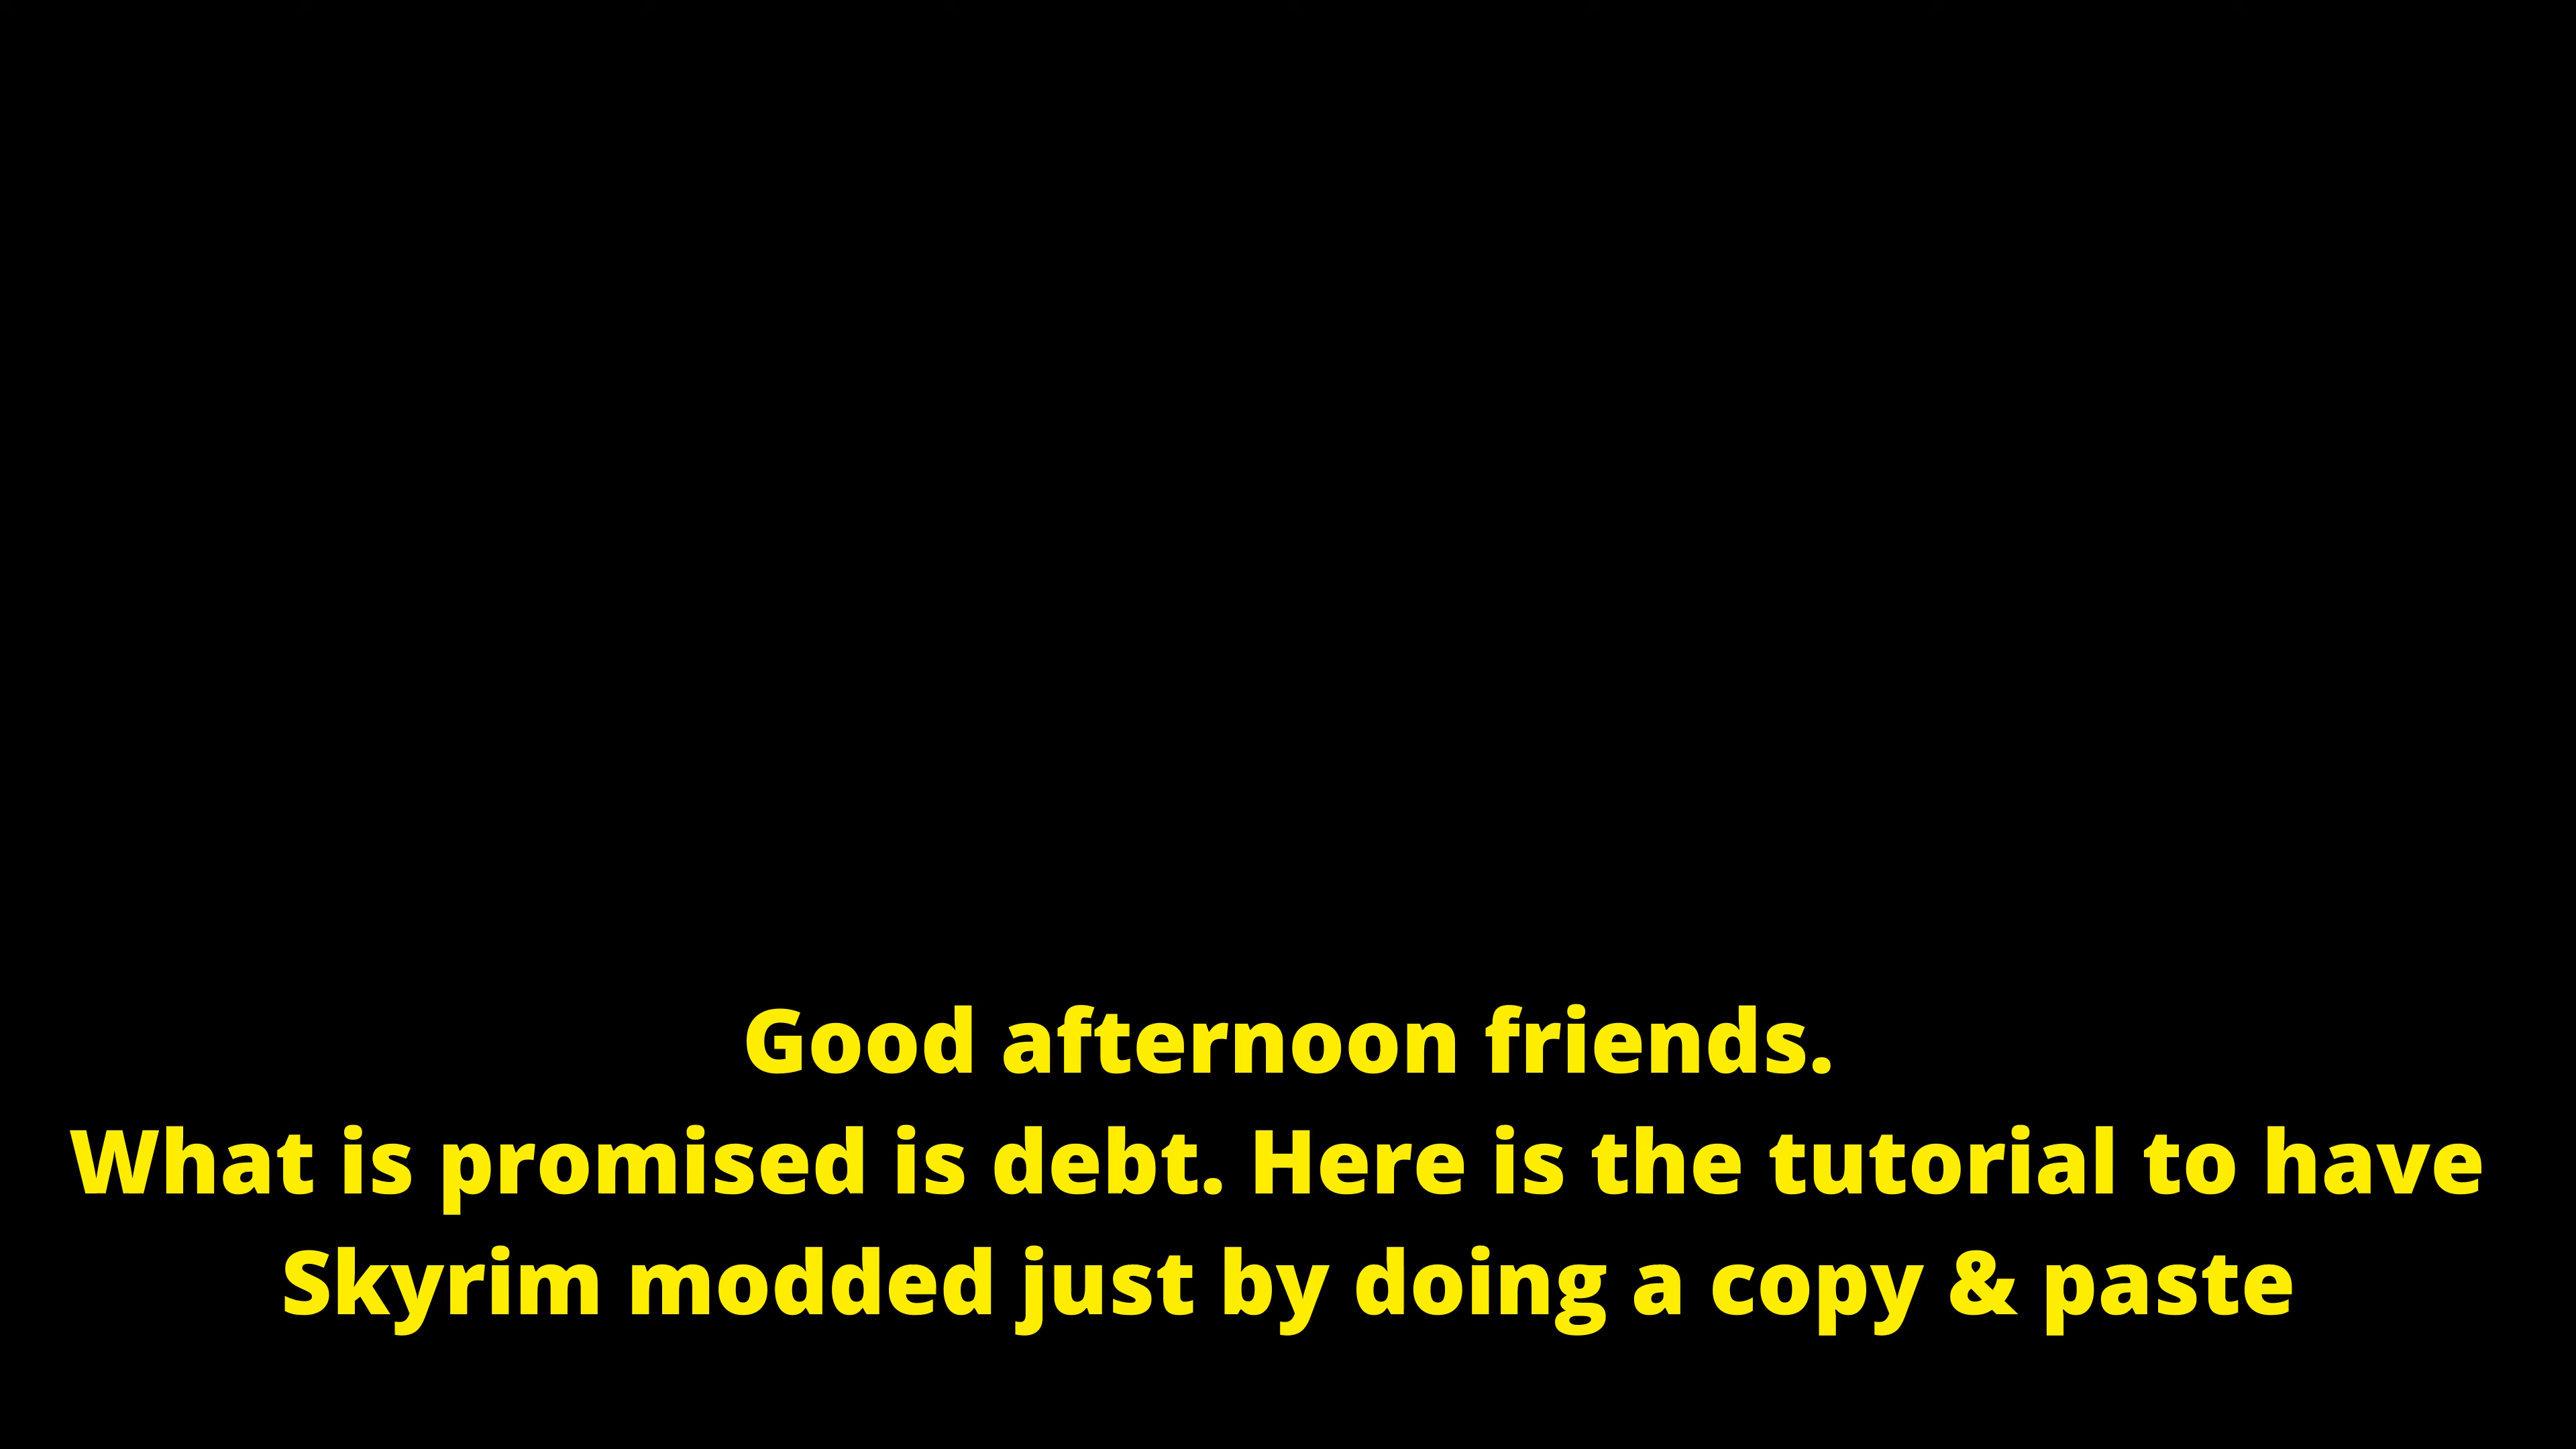 Good afternoon friends.
What is promised is debt. Here is the tutorial to have
Skyrim modded just by doing a copy & paste